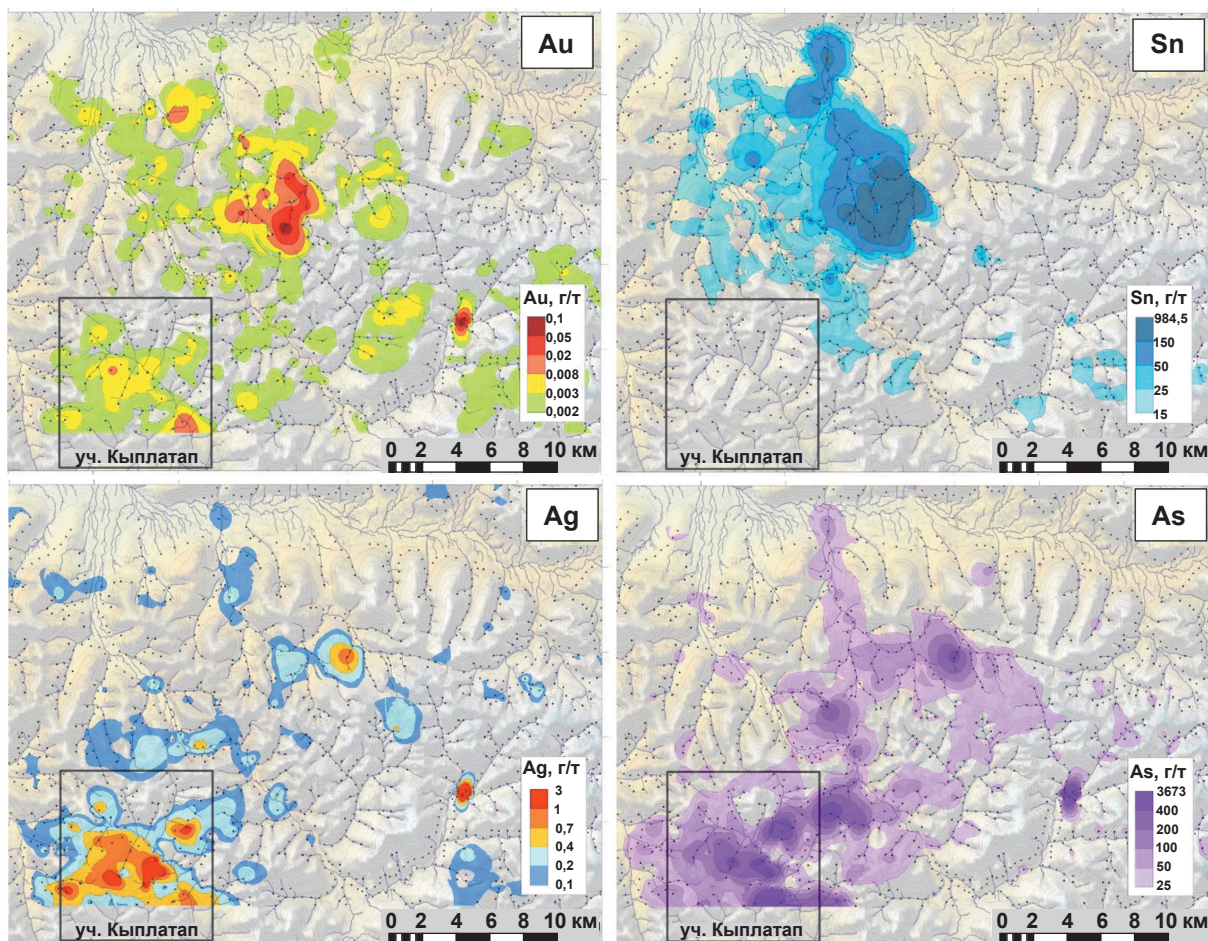 Au
Au, г/т
0,1
0,05
0,02
0,008
0,003
0,002
уч. Кыплатап
0 2 4 6 8 10 км
Sn
Sn, г/т
984,5
150
50
25
15
уч. Кыплатап
0 2 4 6 8 10 км
Ag
Ag, г/т
3
1
0,7
0,4
0,2
0,1
уч. Кыплатап
0 2 4 6 8 10 км
As
As, г/т
3673
400
200
100
50
25
уч. Кыплатап
0 2 4 6 8 10 км